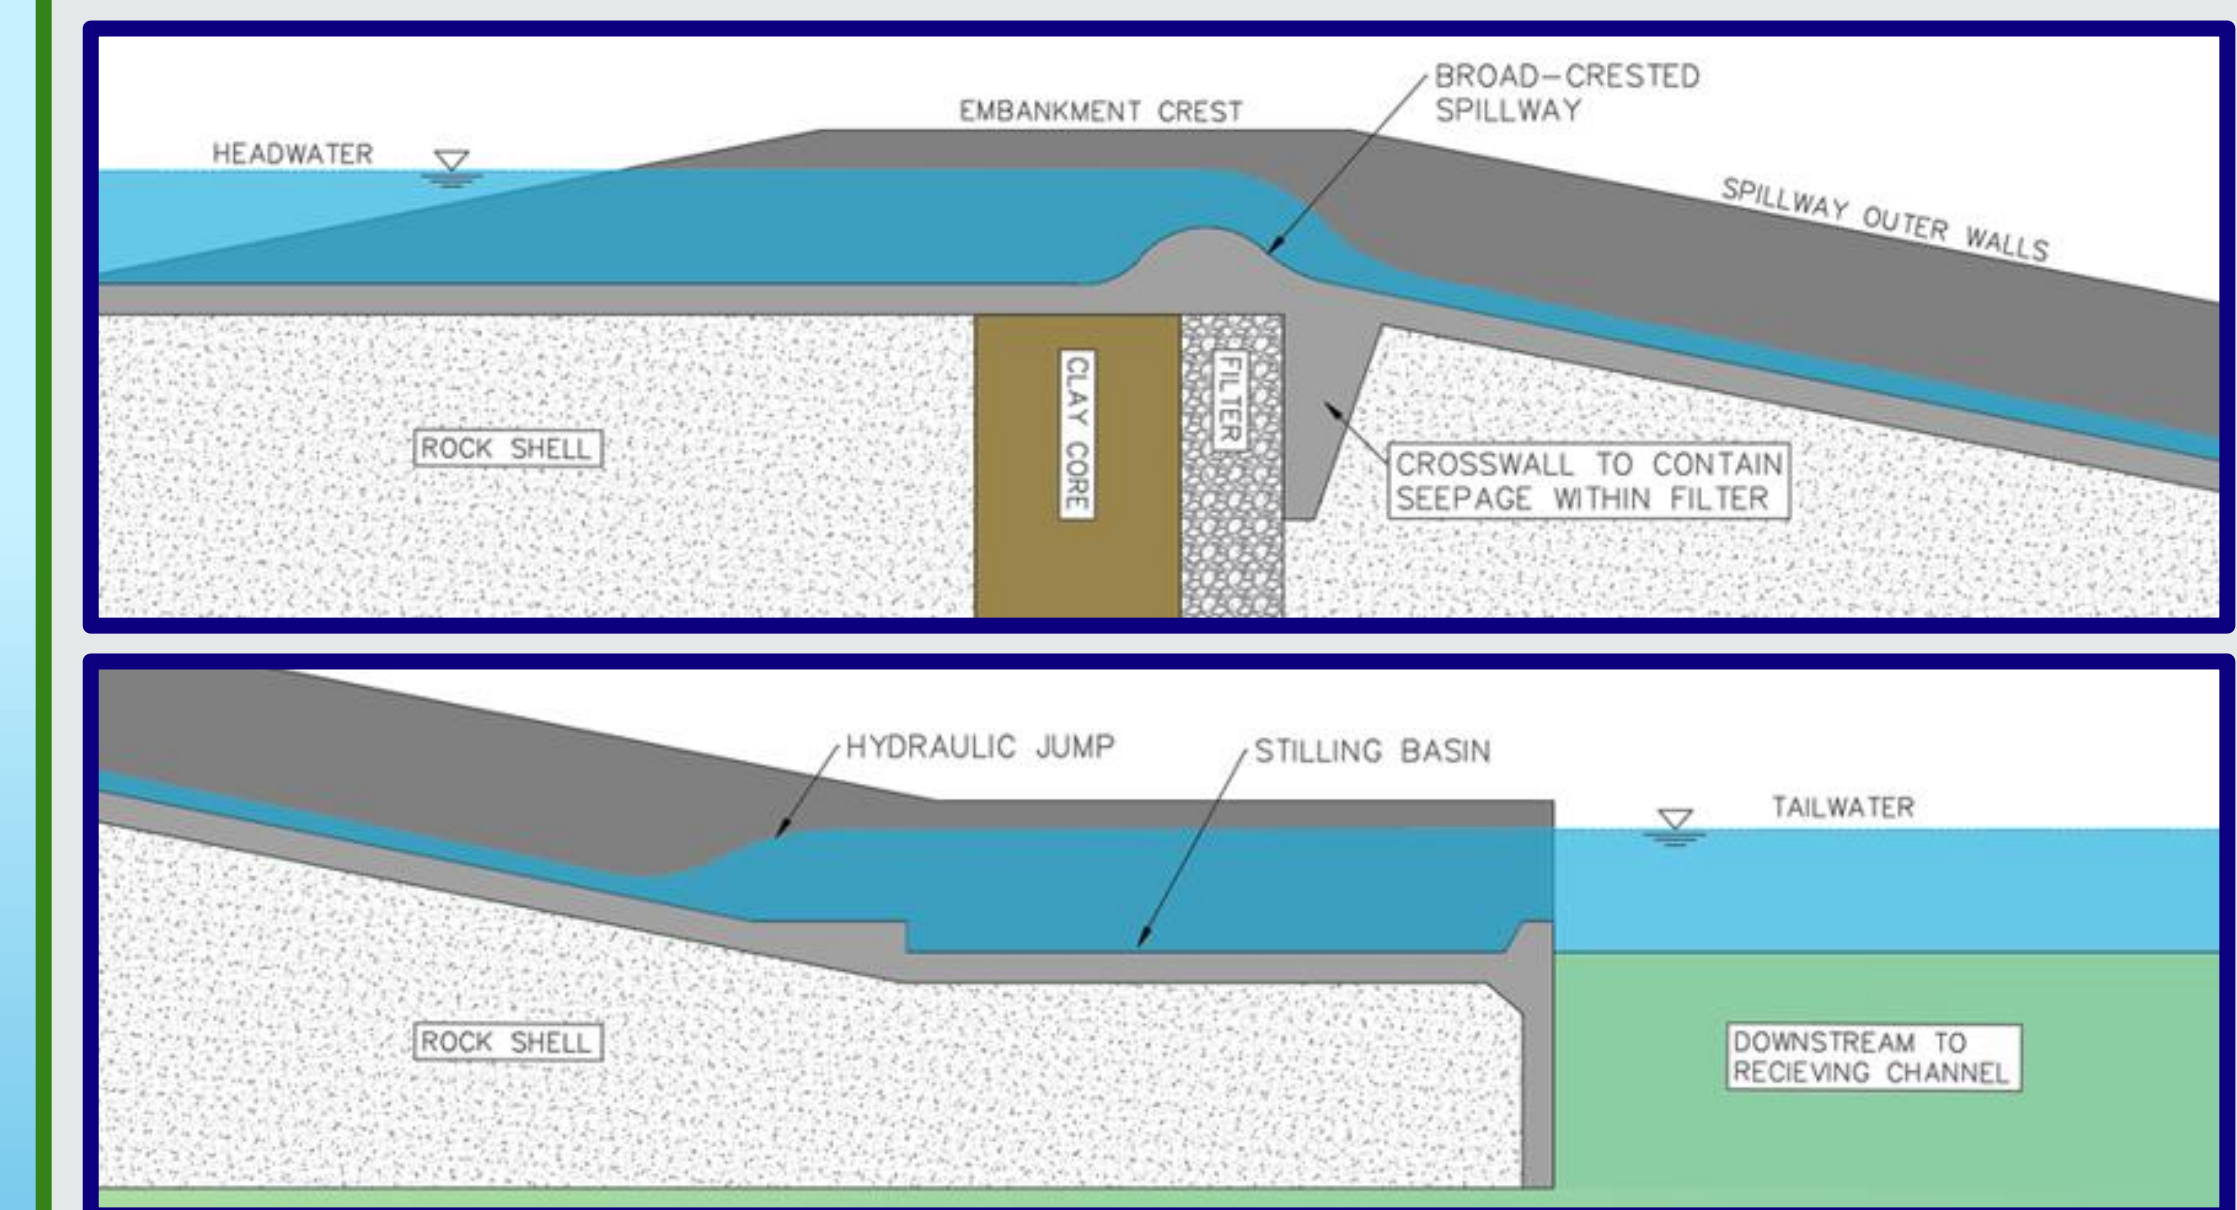 BROAD-CRESTED
SPILLWAY
EMBANKMENT CREST
HEADWATER
SPILLWAY OUTER WALLS
CLAY CORE
FILTER
ROCK SHELL
CROSSWALL TO CONTAIN
SEEPAGE WITHIN FILTER
HYDRAULIC JUMP
STILLING BASIN
TAILWATER
ROCK SHELL
DOWNSTREAM TO
RECIEVING CHANNEL